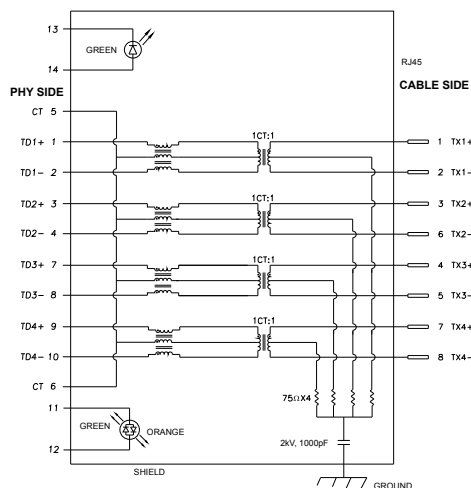 13
GREEN
14
RJ45
PHY SIDE
CABLE SIDE
CT 5
TD1+ 1
1CT:1
1 TX1+
TD1- 2
2 TX1-
TD2+ 3
1CT:1
3 TX2+
TD2- 4
6 TX2-
TD3+ 7
1CT:1
4 TX3+
TD3- 8
5 TX3-
TD4+ 9
1CT:1
7 TX4+
TD4- 10
8 TX4-
CT 6
75ΩX4
11
GREEN
ORANGE
12
2kV, 1000pF
SHIELD
GROUND